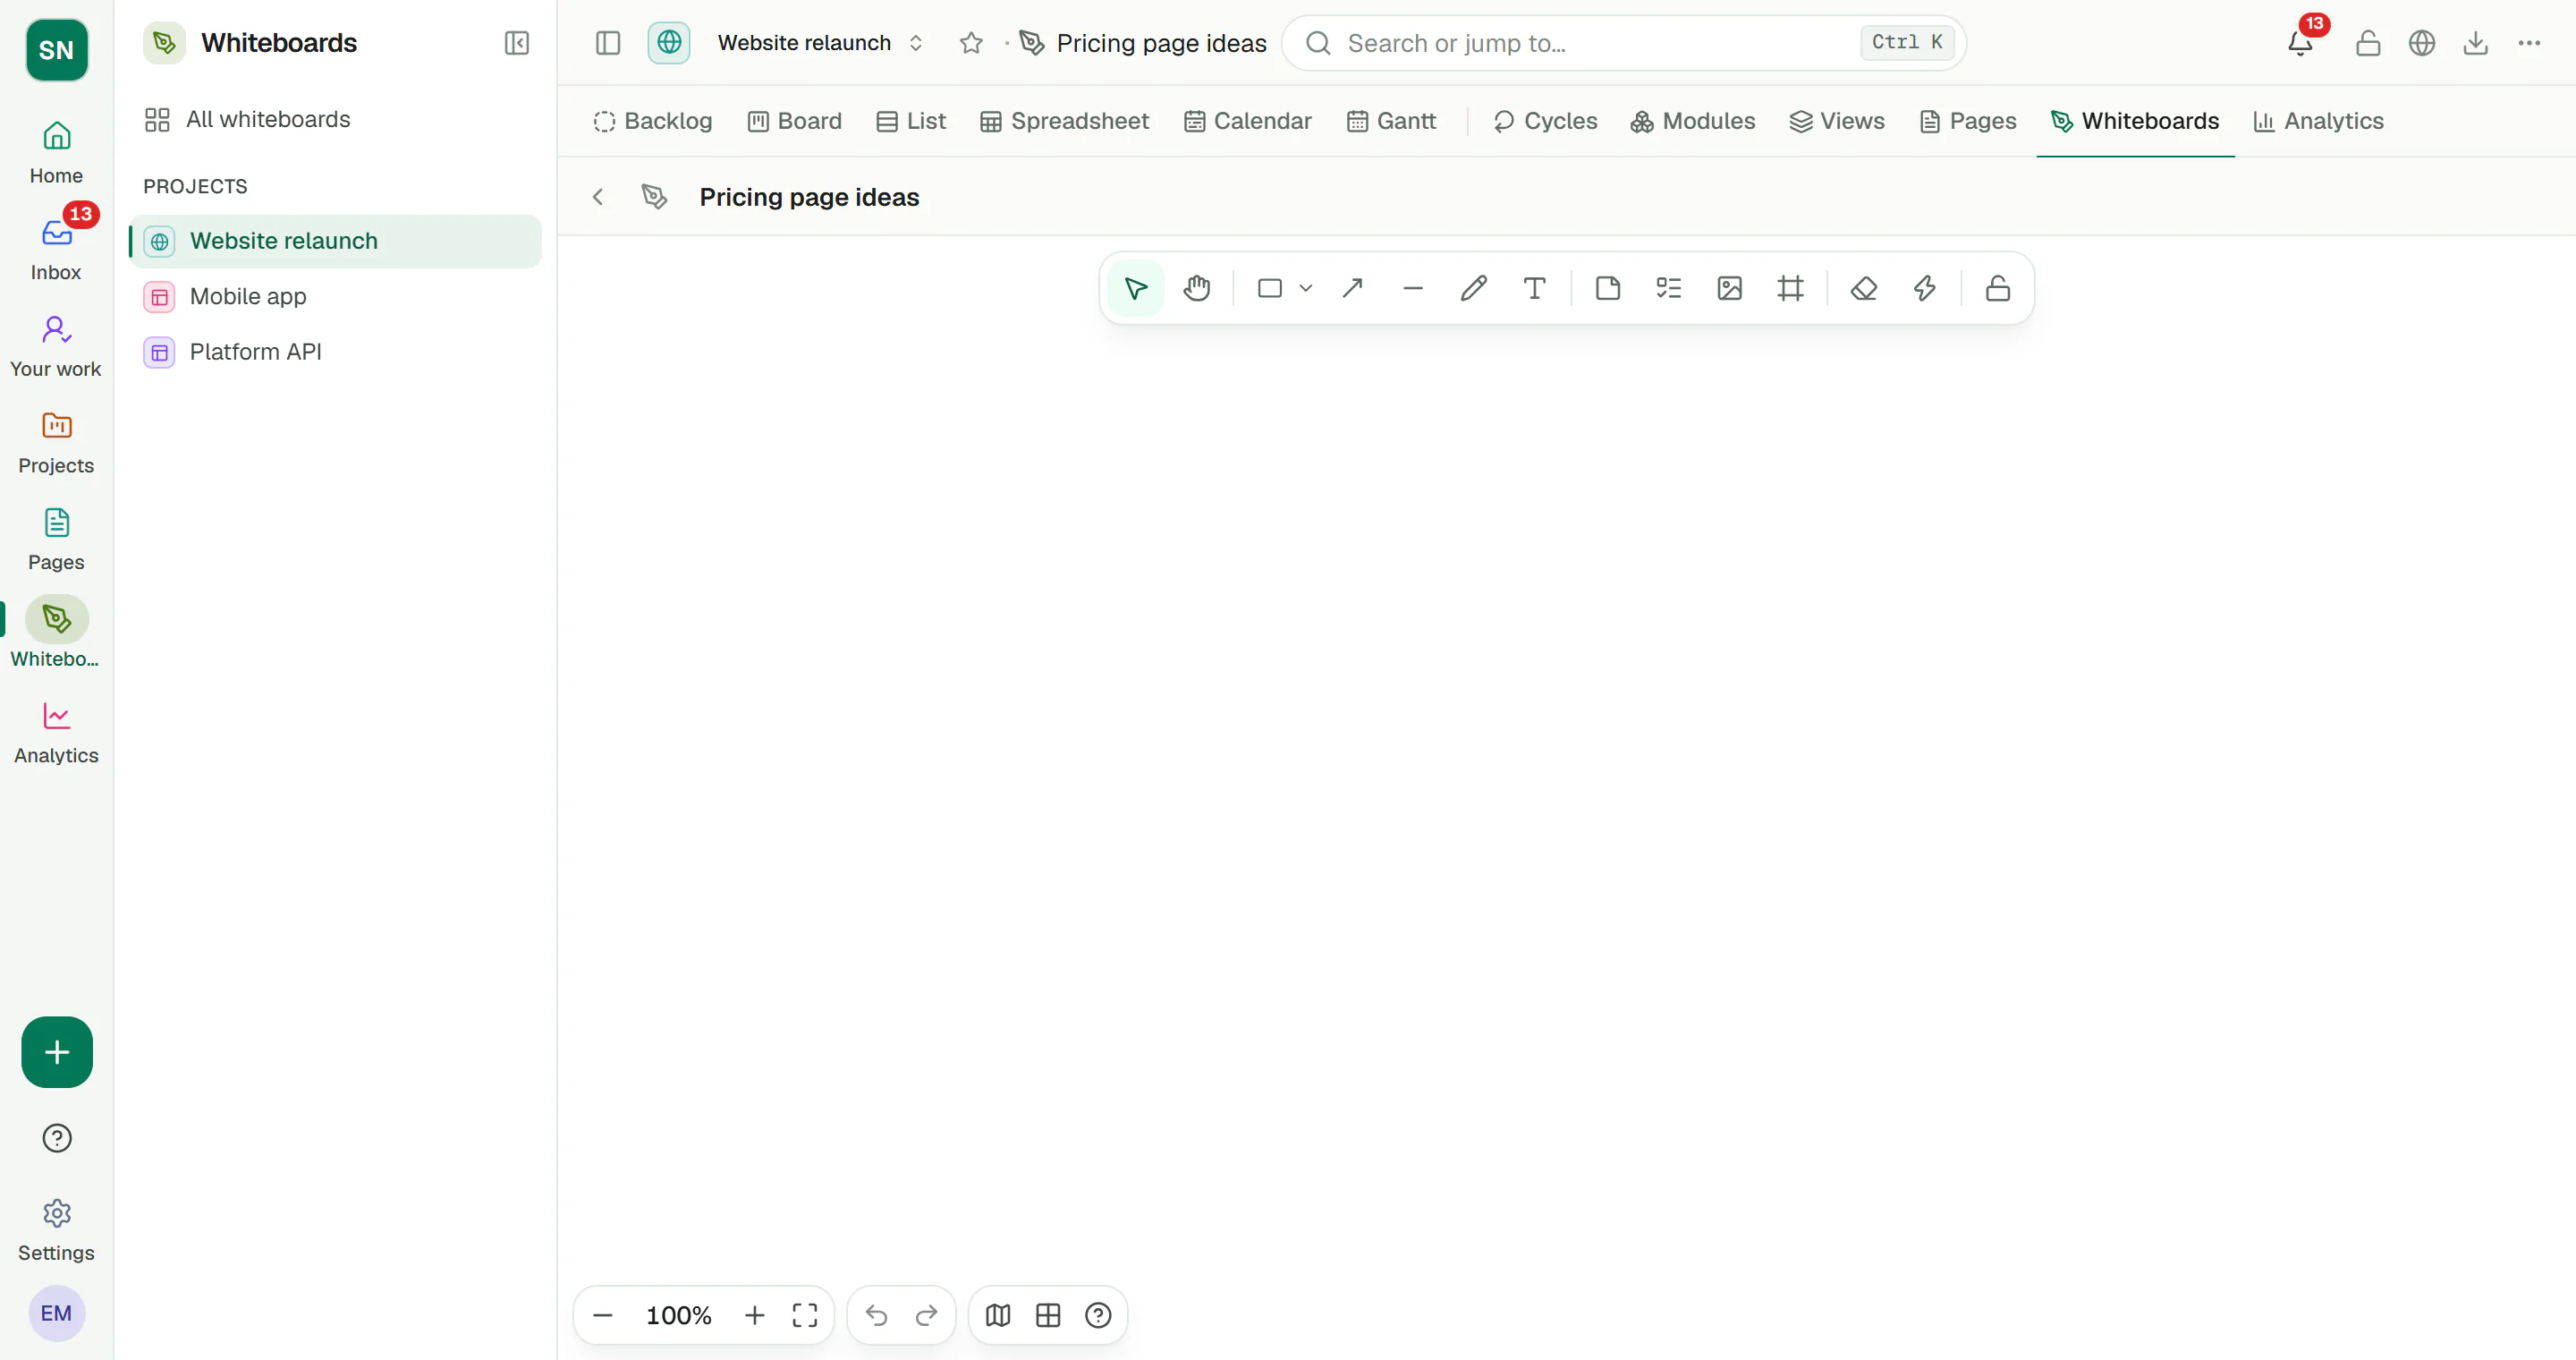 SN
Home
13
Inbox
Your work
Projects
Pages
Whitebo...
Analytics
Settings
EM
Whiteboards
All whiteboards
PROJECTS
Website relaunch
Mobile app
Platform API
Website relaunch
· Pricing page ideas
Search or jump to...
Ctrl K
13
Backlog
Board
List
Spreadsheet
Calendar
Gantt
Cycles
Modules
Views
Pages
Whiteboards
Analytics
Pricing page ideas
100%